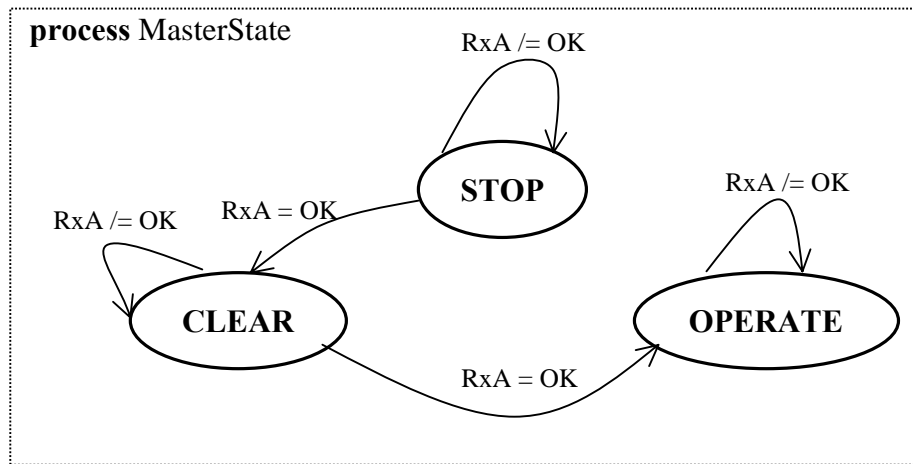 process MasterState
RxA /= OK
STOP
RxA /= OK
RxA = OK
RxA /= OK
CLEAR
OPERATE
RxA = OK